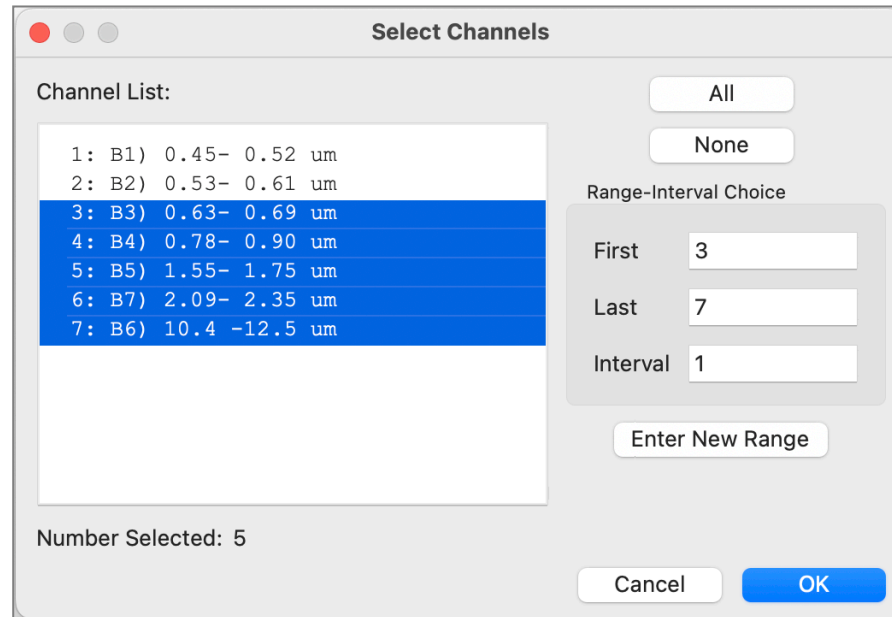 Select Channels
Channel List:
1: B1) 0.45- 0.52 um
2: B2) 0.53- 0.61 um
3: B3) 0.63- 0.69 um
4: B4) 0.78- 0.90 um
5: B5) 1.55- 1.75 um
6: B7) 2.09- 2.35 um
7: B6) 10.4 -12.5 um
Number Selected: 5
All
None
Range-Interval Choice
First 3
Last 7
Interval 1
Enter New Range
Cancel
OK